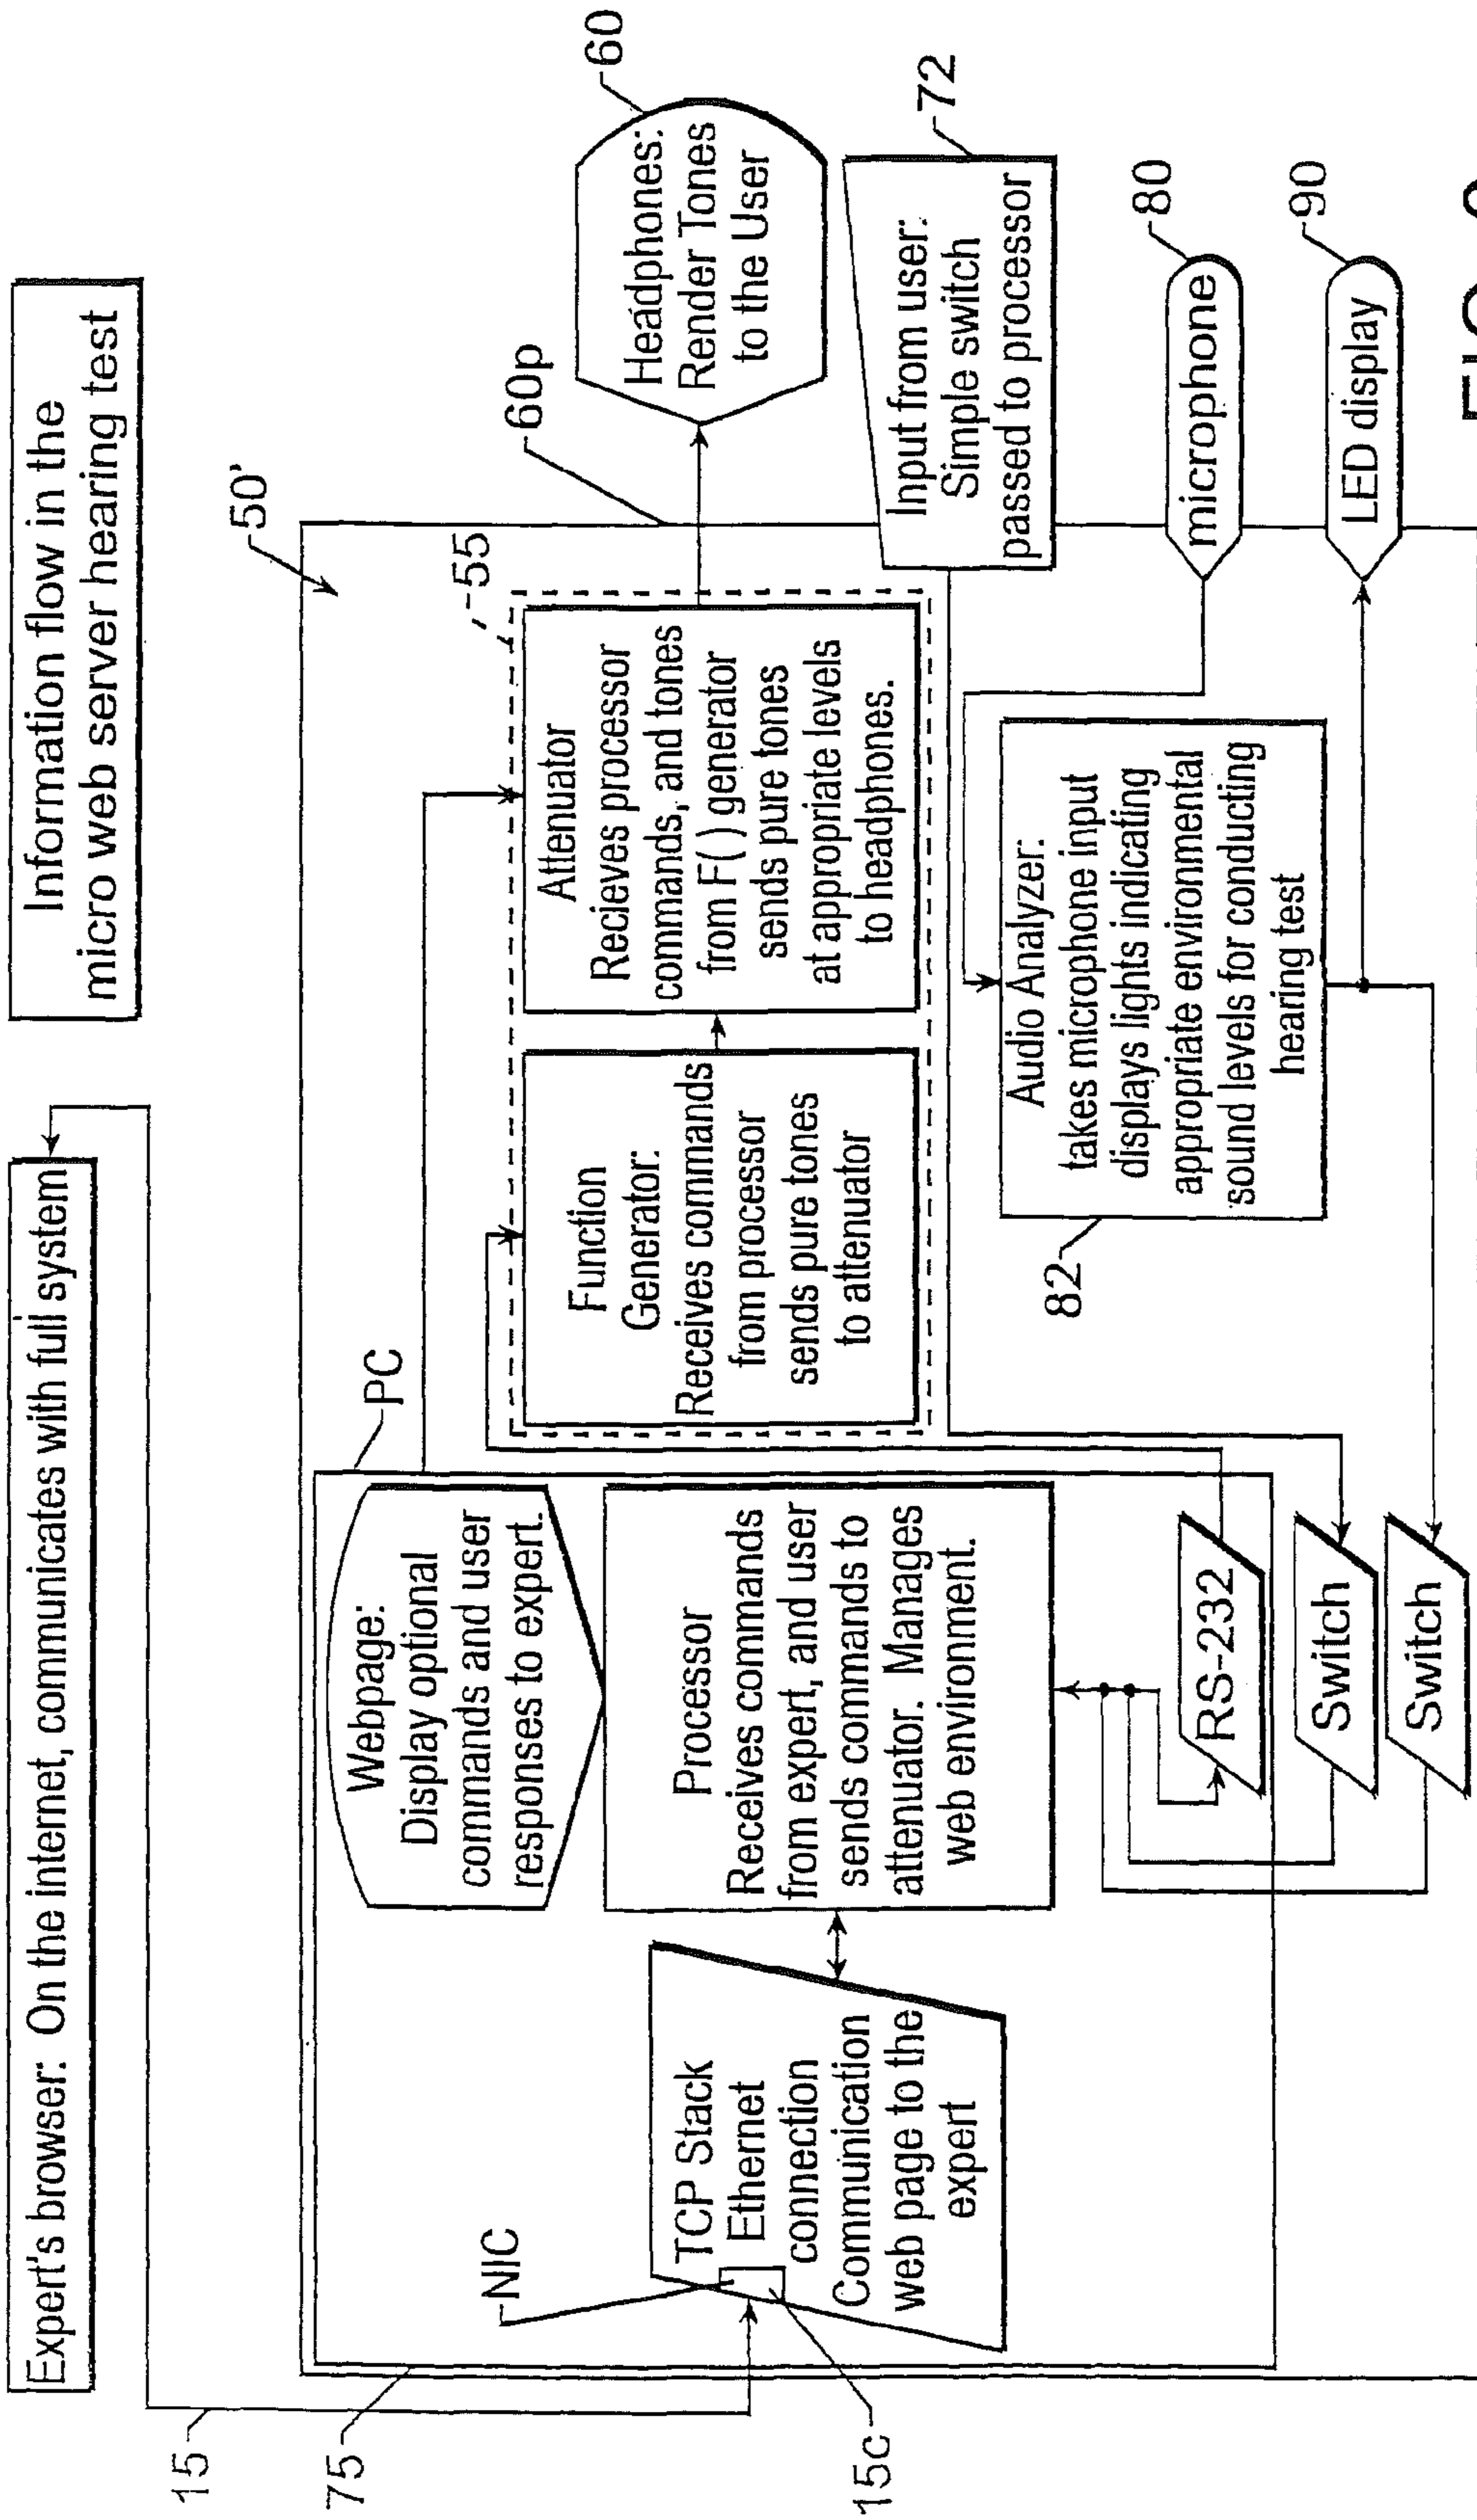 Expert's browser: On the internet, communicates with full system
Information flow in the
micro web server hearing test
15
75
NIC
15c
PC
50'
55
60p
60
72
80
90
82
Webpage:
Display optional
commands and user
responses to expert.
TCP Stack
Ethernet
connection
Communication
web page to the
expert
Processor
Receives commands
from expert, and user
sends commands to
attenuator. Manages
web environment.
RS-232
Switch
Switch
Function
Generator:
Receives commands
from processor
sends pure tones
to attenuator
Attenuator
Recieves processor
commands, and tones
from F( ) generator
sends pure tones
at appropriate levels
to headphones.
Headphones:
Render Tones
to the User
Input from user:
Simple switch
passed to processor
microphone
LED display
Audio Analyzer:
takes microphone input
displays lights indicating
appropriate environmental
sound levels for conducting
hearing test